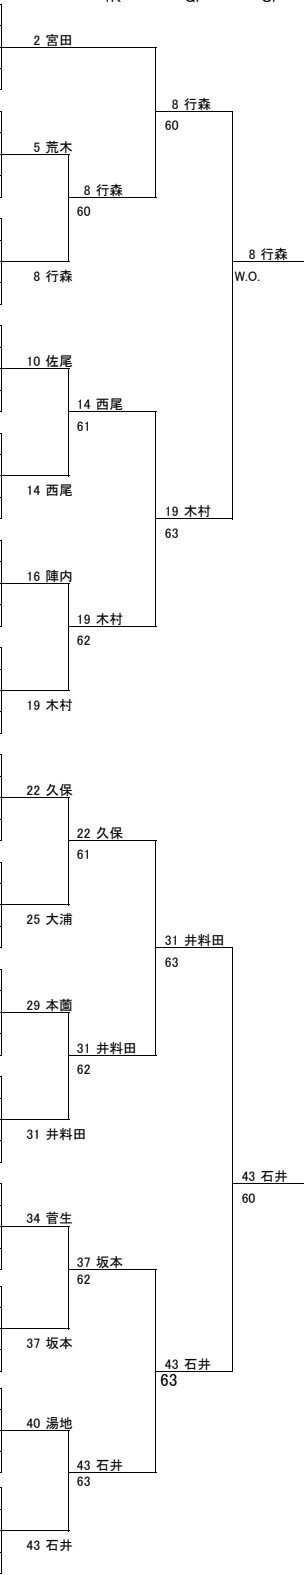 2 宮田
8 行森
60
5 荒木
8 行森
60
8 行森
8 行森
W.O.
10 佐尾
14 西尾
61
14 西尾
19 木村
63
16 陣内
19 木村
62
19 木村
22 久保
22 久保
61
25 大浦
31 井料田
63
29 本薗
31 井料田
62
31 井料田
43 石井
60
34 菅生
37 坂本
62
37 坂本
43 石井
63
40 湯地
43 石井
63
43 石井